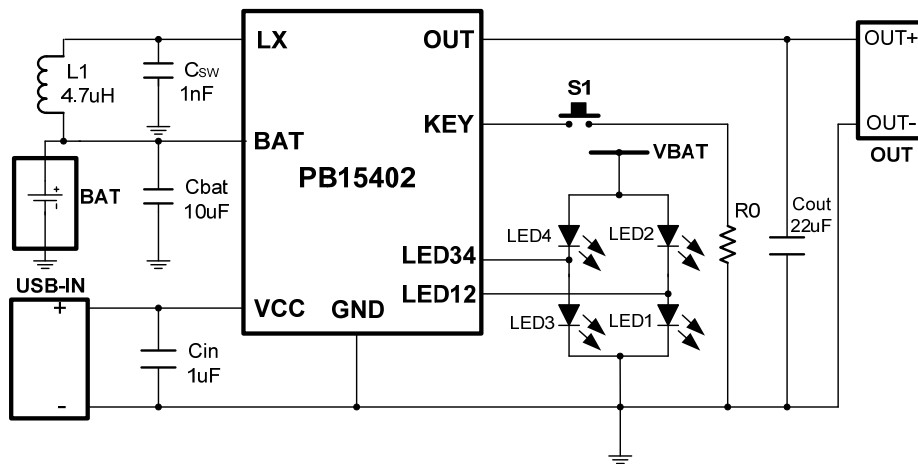 LX
OUT
OUT+
L1
4.7uH
CSW
1nF
S1
KEY
OUT-
OUT
BAT
VBAT
PB15402
+
-
BAT
Cbat
10uF
R0
Cout
22uF
LED4
LED2
LED34
USB-IN
LED12
+
VCC
GND
LED3
LED1
Cin
1uF
-